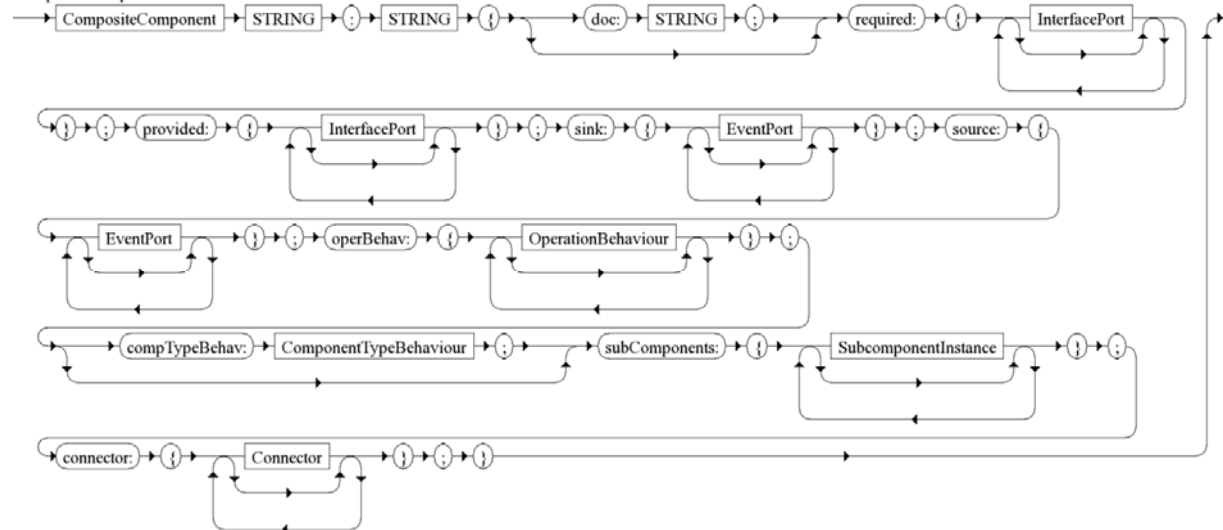 CompositeComponent STRING : STRING { doc: STRING ; required: { InterfacePort
} ; provided: { InterfacePort } ; sink: { EventPort } ; source: {
EventPort } ; operBehav: { OperationBehaviour } ;
compTypeBehav: ComponentTypeBehaviour ; subComponents: { SubcomponentInstance } ;
connector: { Connector } ; }